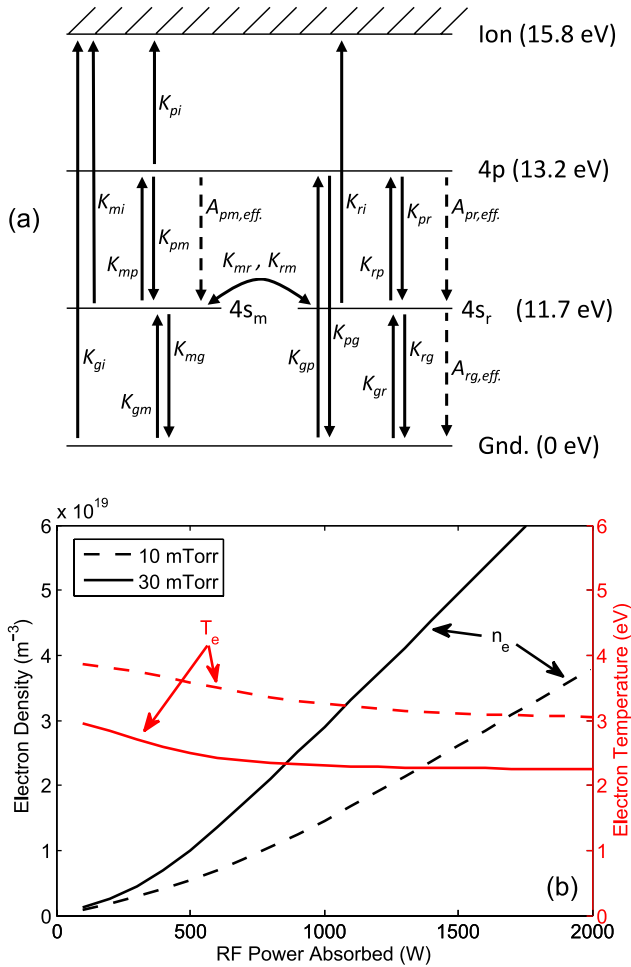 Ion (15.8 eV)
K_pi
4p (13.2 eV)
(a)
K_mi
A_pm,eff.
K_ri
K_pr
A_pr,eff.
K_mp
K_pm
K_mr , K_rm
K_rp
4s_m
4s_r (11.7 eV)
K_gi
K_mg
K_gp
K_pg
K_rg
A_rg,eff.
K_gm
K_gr
Gnd. (0 eV)
x 10^19
6
5
4
3
2
1
0
Electron Density (m^−3)
10 mTorr
30 mTorr
T_e
n_e
6
5
4
3
2
1
0
Electron Temperature (eV)
(b)
0
500
1000
1500
2000
RF Power Absorbed (W)